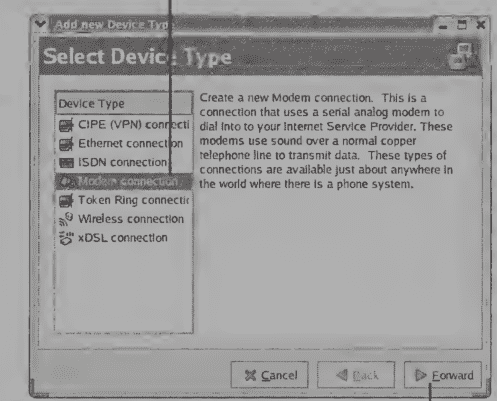 Add new Device Type
Select Device Type
Device Type
CIPE (VPN) connecti
Ethernet connection
ISDN connection
Modem connection
Token Ring connectic
Wireless connection
xDSL connection
Create a new Modem connection. This is a
connection that uses a serial analog modem to
dial into to your Internet Service Provider. These
modems use sound over a normal copper
telephone line to transmit data. These types of
connections are available just about anywhere in
the world where there is a phone system.
Cancel
Back
Forward